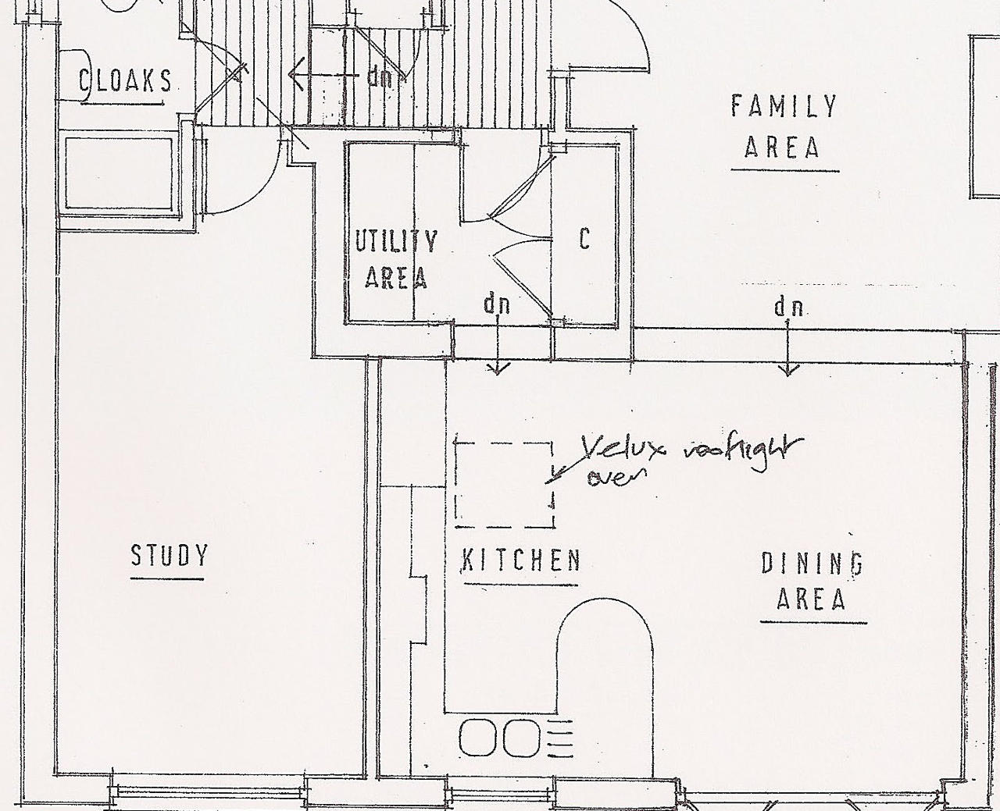 CLOAKS
dn
FAMILY
AREA
UTILITY
AREA
C
dn
dn
Velux rooflight
over
STUDY
KITCHEN
DINING
AREA